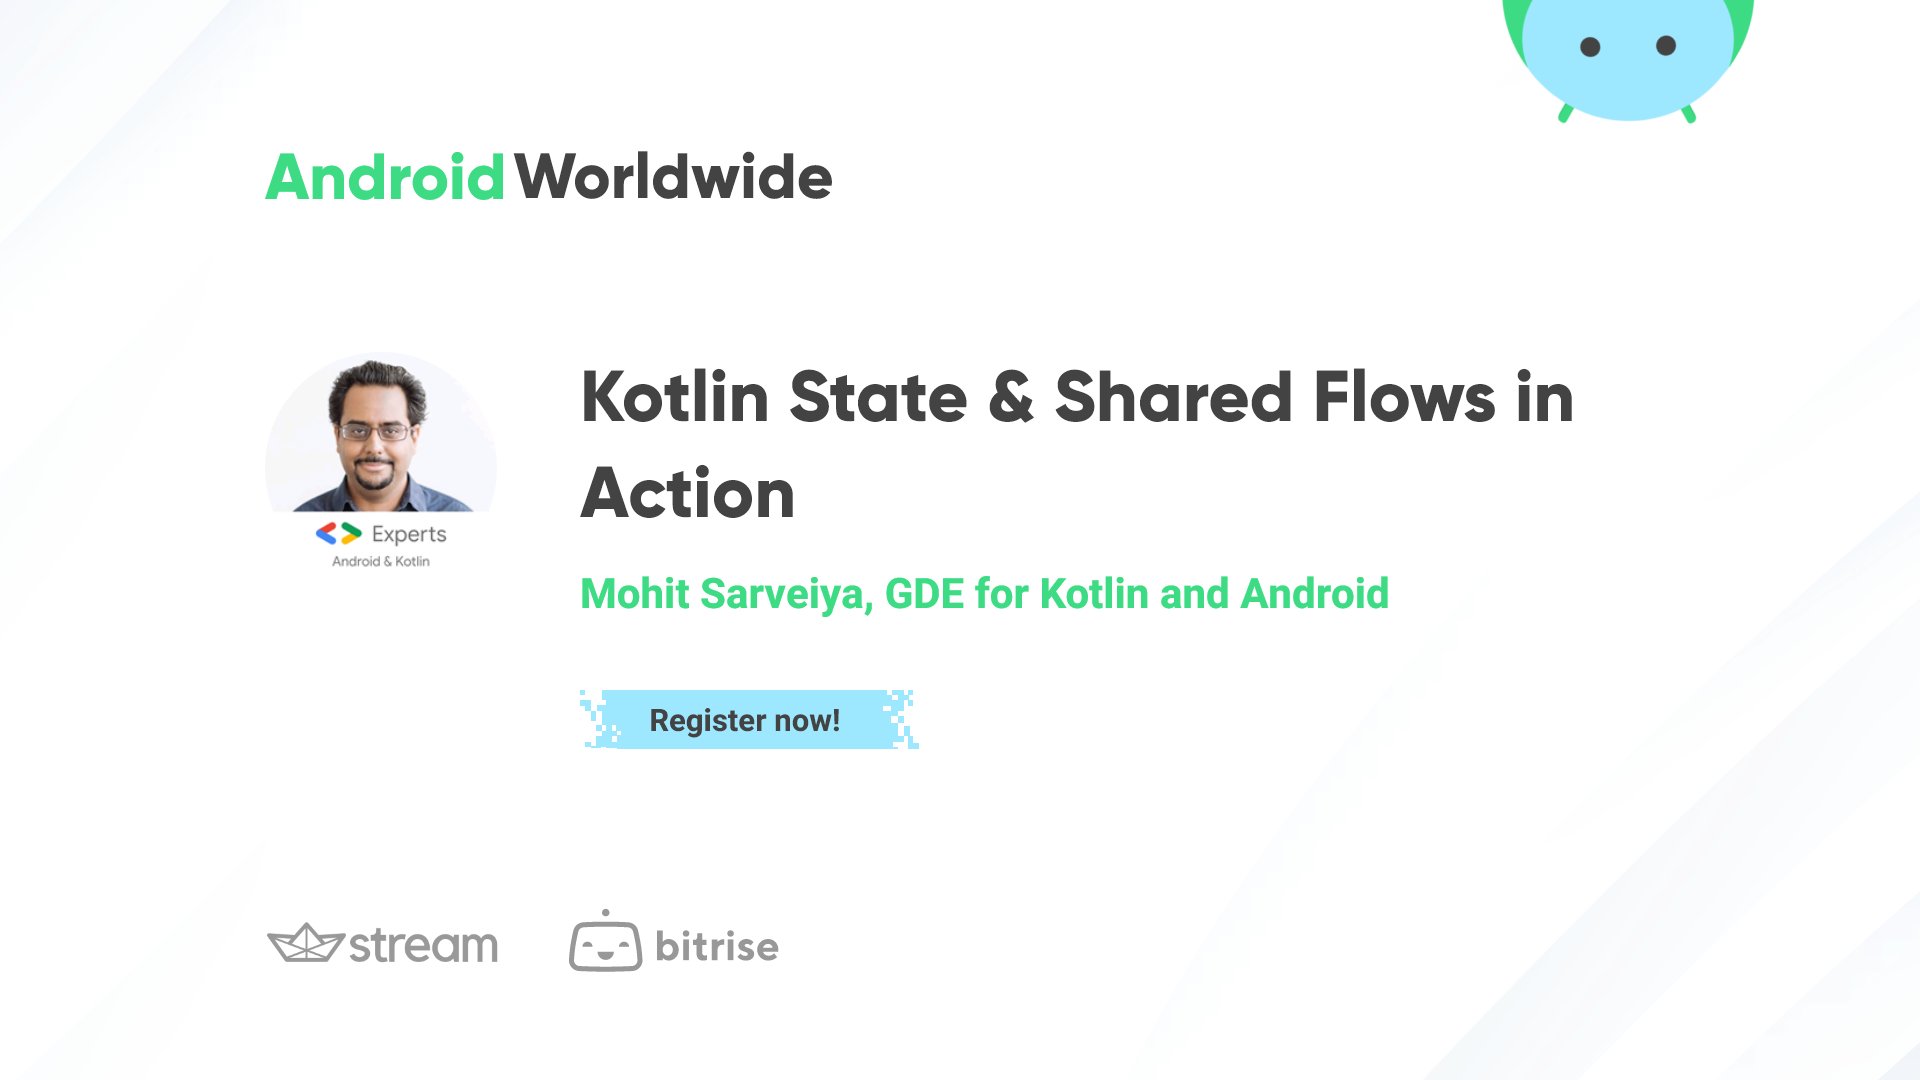 Android Worldwide
Kotlin State & Shared Flows in
Action
Experts
Android & Kotlin
Mohit Sarveiya, GDE for Kotlin and Android
Register now!
stream
bitrise